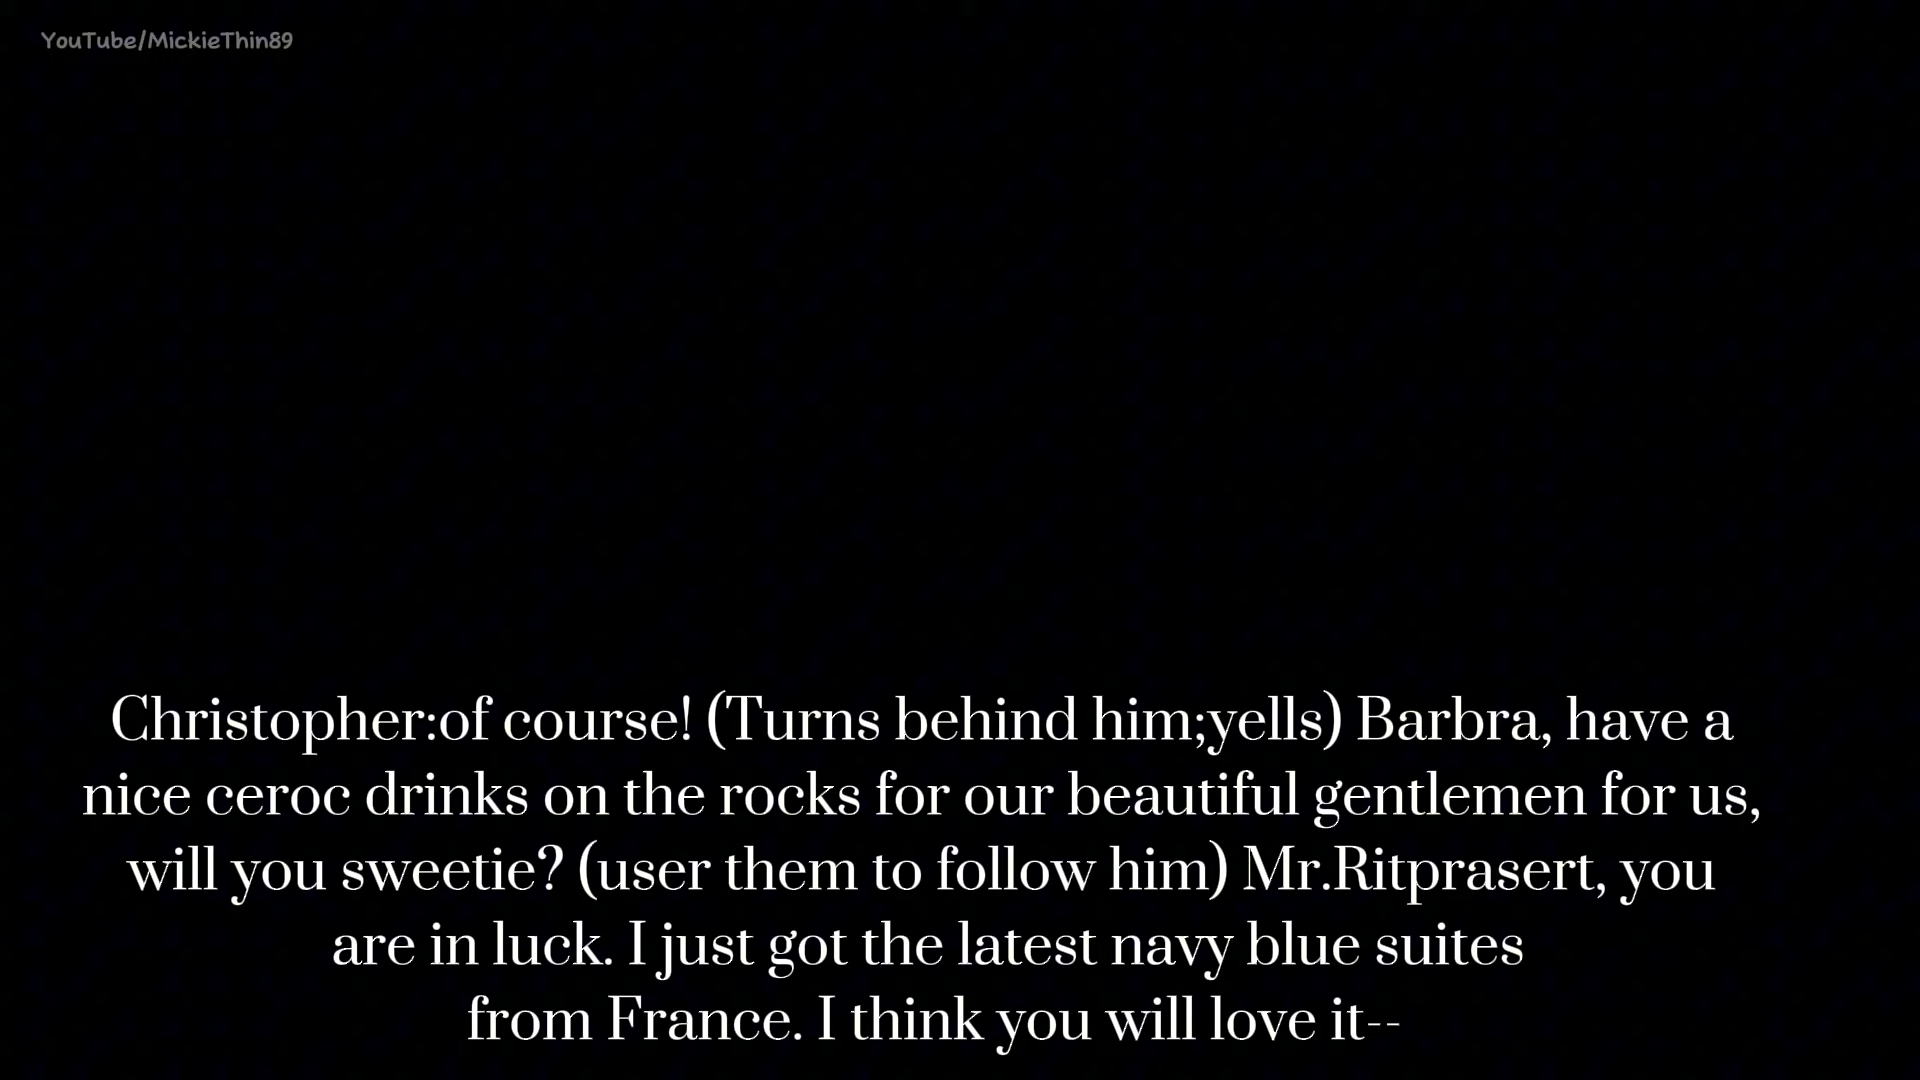 YouTube/MickieThin89
Christopher:of course! (Turns behind him;yells) Barbra, have a
nice ceroc drinks on the rocks for our beautiful gentlemen for us,
will you sweetie? (user them to follow him) Mr.Ritprasert, you
are in luck. I just got the latest navy blue suites
from France. I think you will love it--